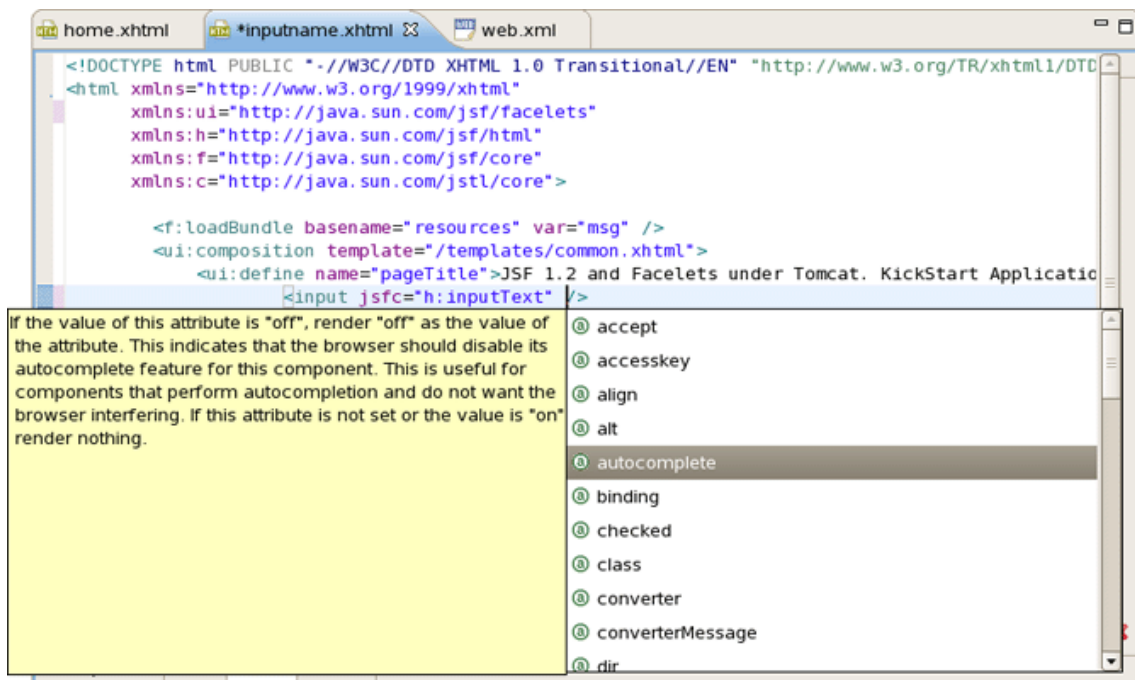 home.xhtml *inputname.xhtml web.xml
<!DOCTYPE html PUBLIC "-//W3C//DTD XHTML 1.0 Transitional//EN" "http://www.w3.org/TR/xhtml1/DTD
<html xmlns="http://www.w3.org/1999/xhtml"
xmlns:ui="http://java.sun.com/jsf/facelets"
xmlns:h="http://java.sun.com/jsf/html"
xmlns:f="http://java.sun.com/jsf/core"
xmlns:c="http://java.sun.com/jstl/core">
<f:loadBundle basename="resources" var="msg" />
<ui:composition template="/templates/common.xhtml">
<ui:define name="pageTitle">JSF 1.2 and Facelets under Tomcat. KickStart Applicatio
<input jsfc="h:inputText" />
If the value of this attribute is "off", render "off" as the value of
the attribute. This indicates that the browser should disable its
autocomplete feature for this component. This is useful for
components that perform autocompletion and do not want the
browser interfering. If this attribute is not set or the value is "on"
render nothing.
accept
accesskey
align
alt
autocomplete
binding
checked
class
converter
converterMessage
dir